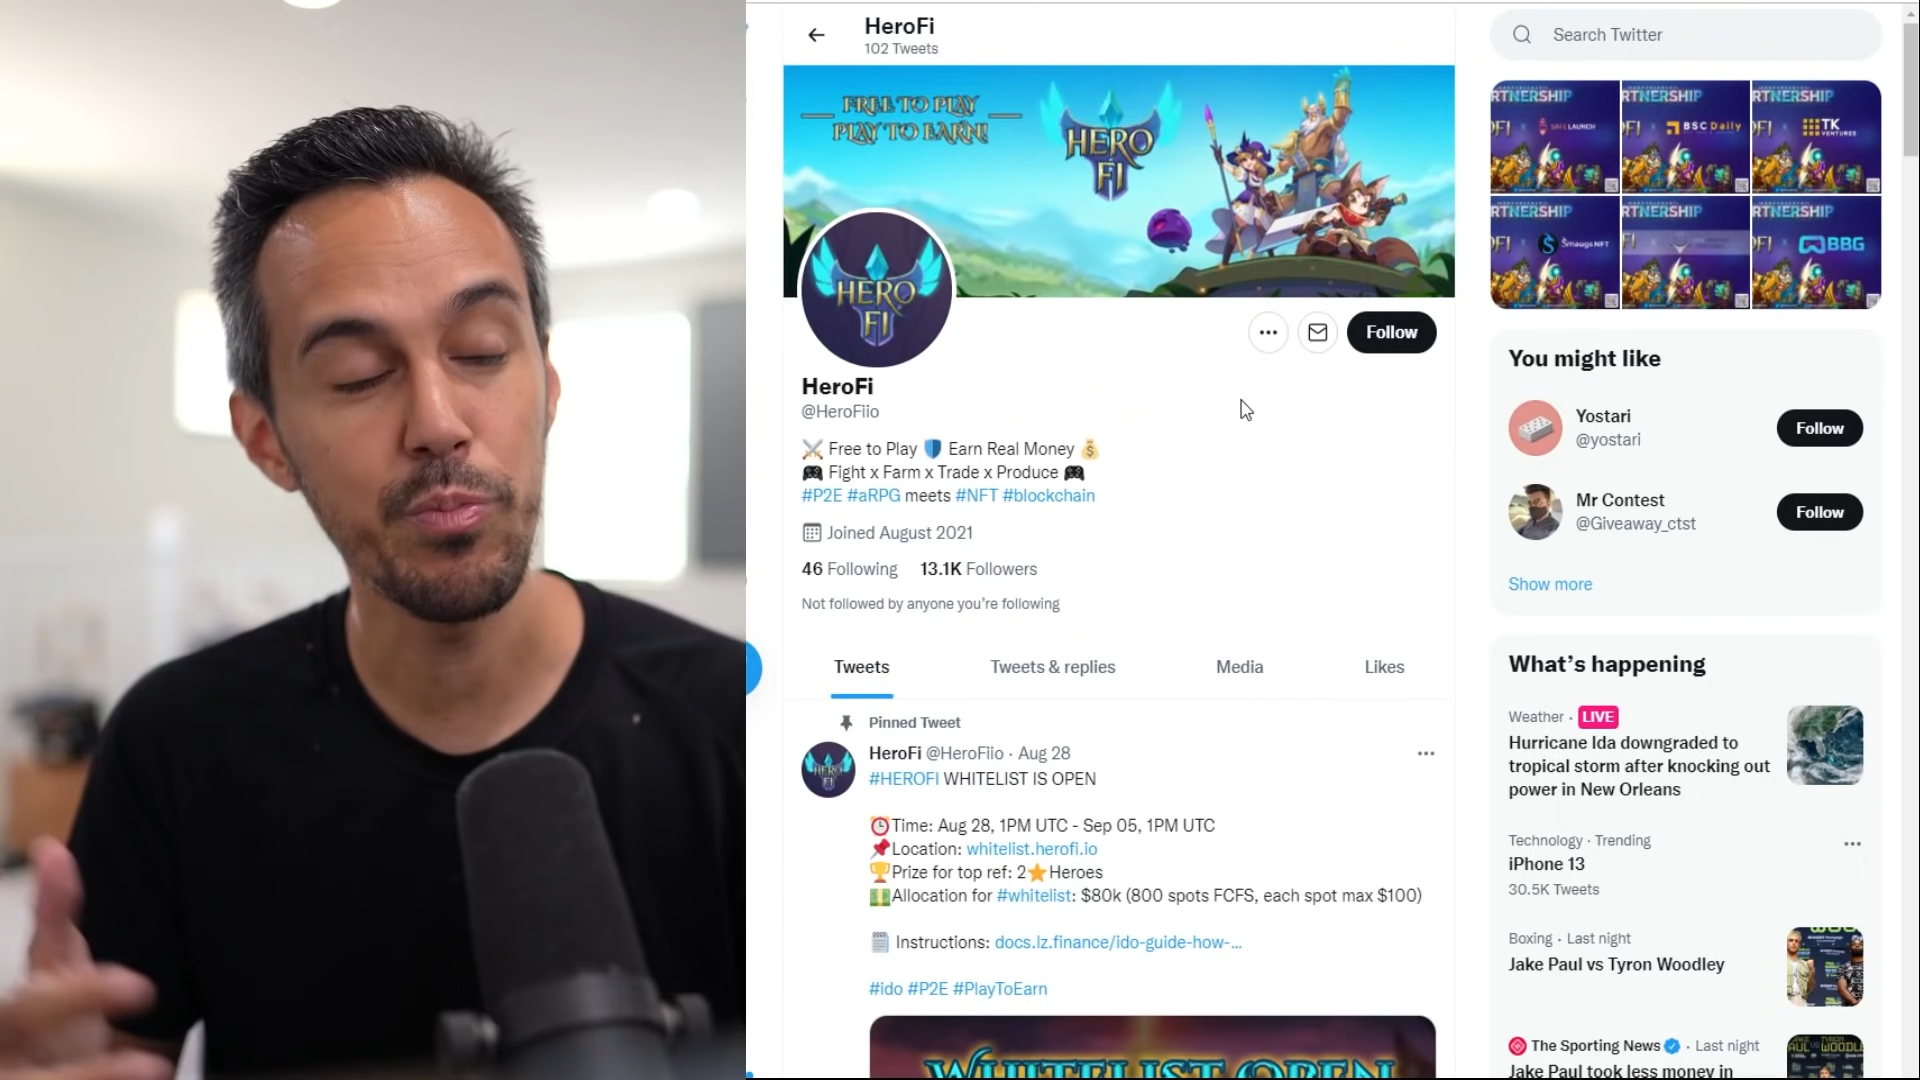 HeroFi
102 Tweets
Search Twitter
FREE TO PLAY
PLAY TO EARN!
HERO
FI
HERO
FI
RTNERSHIP
SAFELAUNCH
RTNERSHIP
BSC Daily
RTNERSHIP
TK
VENTURES
RTNERSHIP
SmaugsNFT
RTNERSHIP
RTNERSHIP
BBG
Follow
HeroFi
@HeroFiio
Free to Play Earn Real Money
Fight x Farm x Trade x Produce
#P2E #aRPG meets #NFT #blockchain
Joined August 2021
46 Following 13.1K Followers
Not followed by anyone you’re following
Tweets Tweets & replies Media Likes
Pinned Tweet
HeroFi @HeroFiio · Aug 28
#HEROFI WHITELIST IS OPEN
Time: Aug 28, 1PM UTC - Sep 05, 1PM UTC
Location: whitelist.herofi.io
Prize for top ref: 2⭐Heroes
Allocation for #whitelist: $80k (800 spots FCFS, each spot max $100)
Instructions: docs.lz.finance/ido-guide-how-...
#ido #P2E #PlayToEarn
WHITELIST OPEN
You might like
Yostari
@yostari
Follow
Mr Contest
@Giveaway_ctst
Follow
Show more
What’s happening
Weather · LIVE
Hurricane Ida downgraded to
tropical storm after knocking out
power in New Orleans
Technology · Trending
iPhone 13
30.5K Tweets
Boxing · Last night
Jake Paul vs Tyron Woodley
The Sporting News · Last night
Jake Paul took less money in